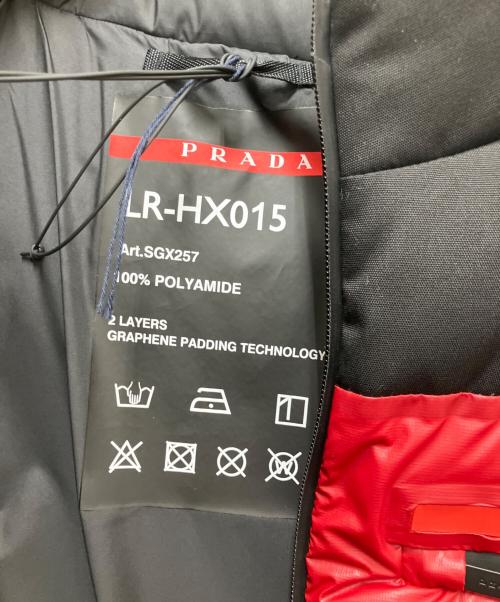 PRADA
LR-HX015
Art.SGX257
100% POLYAMIDE
2 LAYERS
GRAPHENE PADDING TECHNOLOGY
W